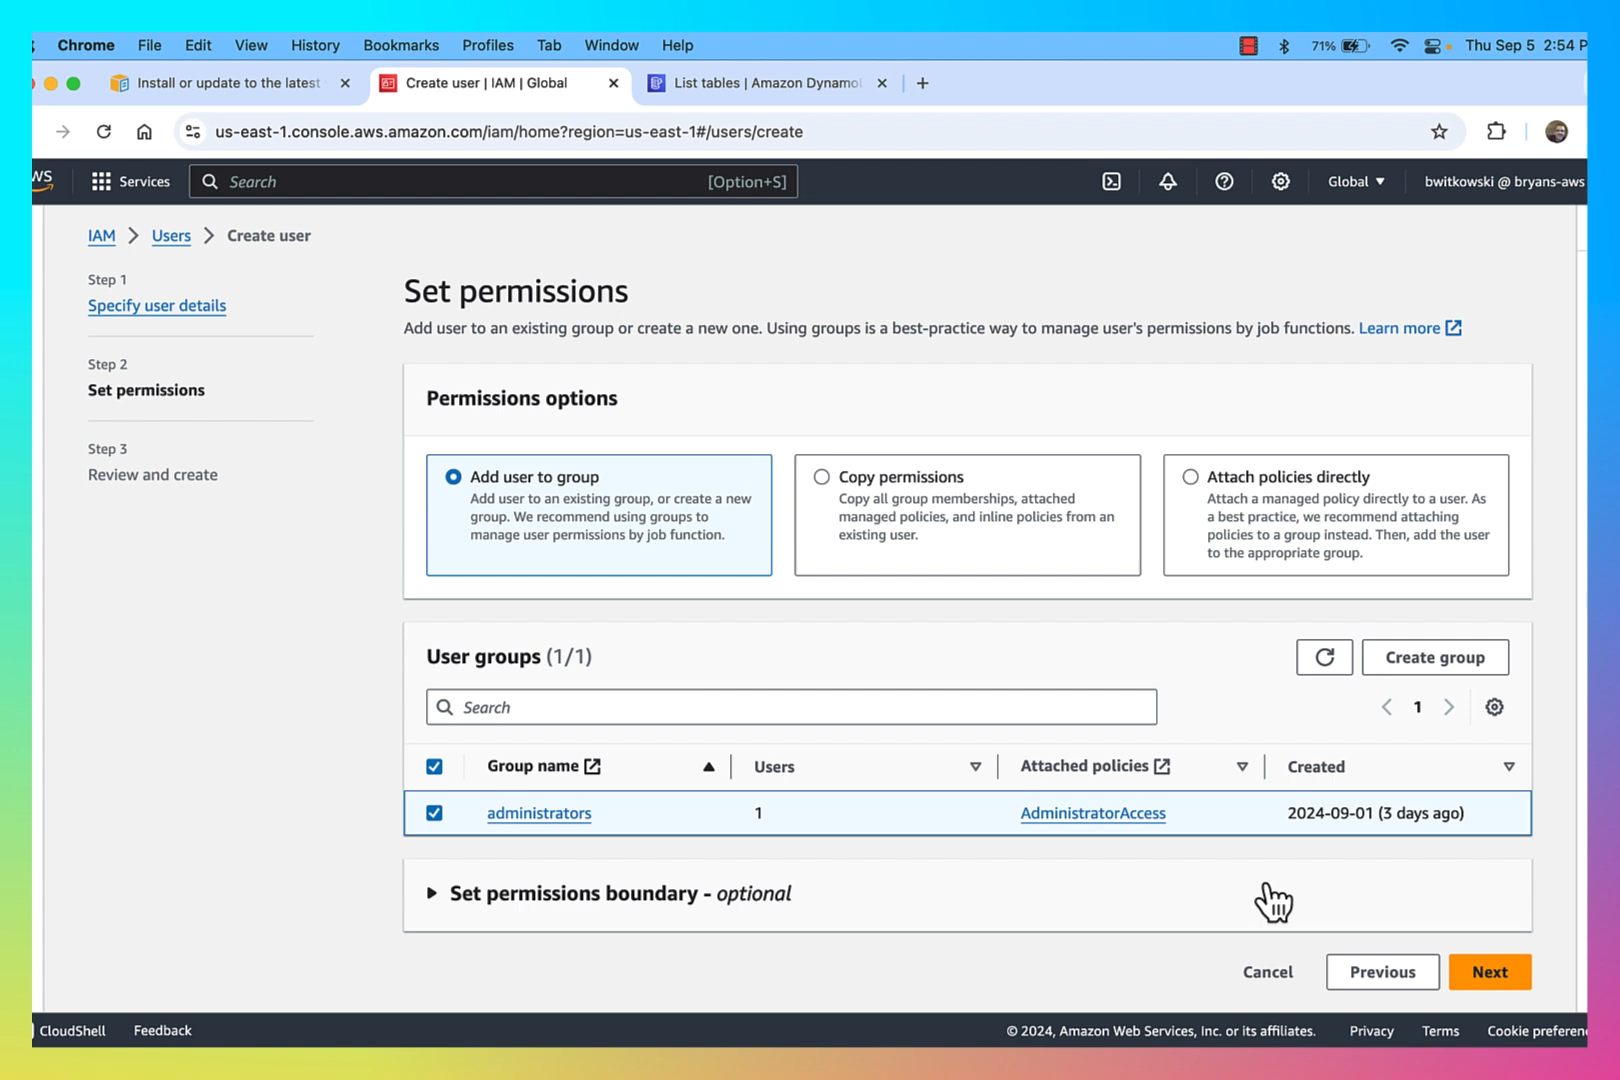 Chrome File Edit View History Bookmarks Profiles Tab Window Help 71% Thu Sep 5 2:54 P
Install or update to the latest Create user | IAM | Global List tables | Amazon Dynamo
us-east-1.console.aws.amazon.com/iam/home?region=us-east-1#/users/create
Services Search [Option+S] Global bwitkowski @ bryans-aws
IAM Users Create user
Step 1
Specify user details
Step 2
Set permissions
Step 3
Review and create
Set permissions
Add user to an existing group or create a new one. Using groups is a best-practice way to manage user's permissions by job functions. Learn more
Permissions options
Add user to group
Add user to an existing group, or create a new
group. We recommend using groups to
manage user permissions by job function.
Copy permissions
Copy all group memberships, attached
managed policies, and inline policies from an
existing user.
Attach policies directly
Attach a managed policy directly to a user. As
a best practice, we recommend attaching
policies to a group instead. Then, add the user
to the appropriate group.
User groups (1/1)
Create group
Search
1
Group name Users Attached policies Created
administrators 1 AdministratorAccess 2024-09-01 (3 days ago)
Set permissions boundary - optional
Cancel Previous Next
CloudShell Feedback © 2024, Amazon Web Services, Inc. or its affiliates. Privacy Terms Cookie preferen